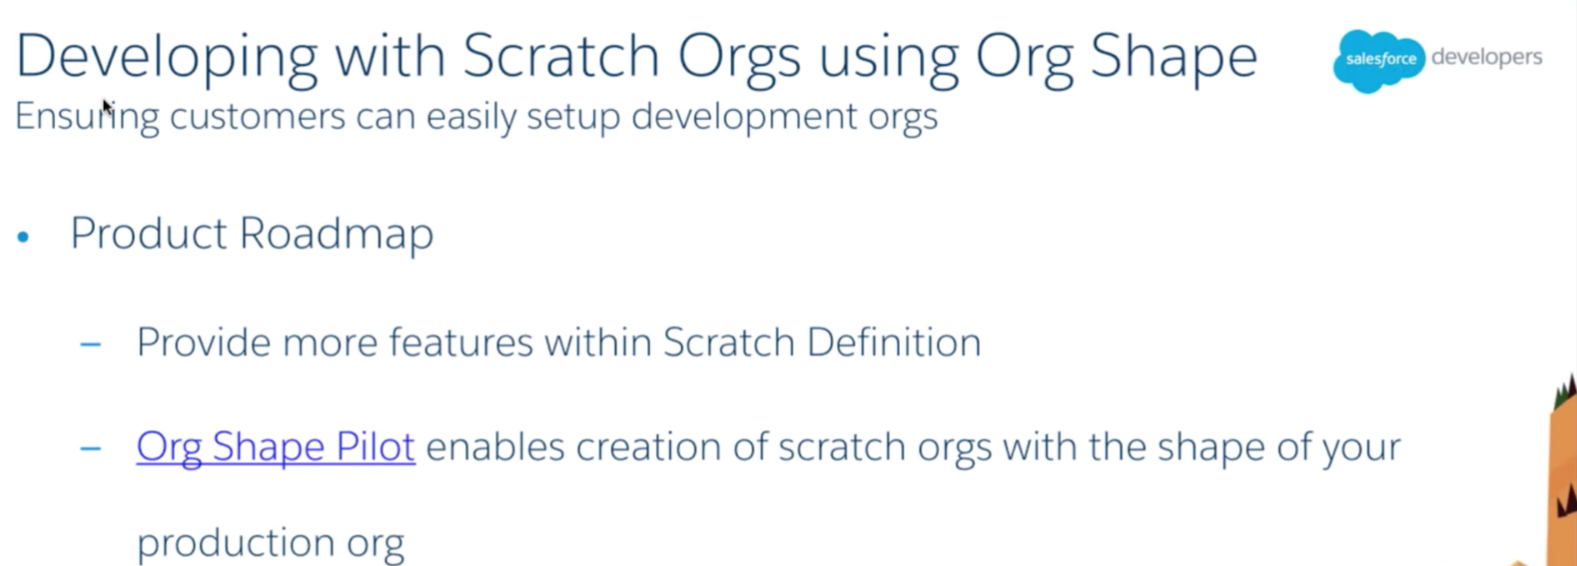 Developing with Scratch Orgs using Org Shape
salesforce developers
Ensuring customers can easily setup development orgs
• Product Roadmap
– Provide more features within Scratch Definition
– Org Shape Pilot enables creation of scratch orgs with the shape of your
production org